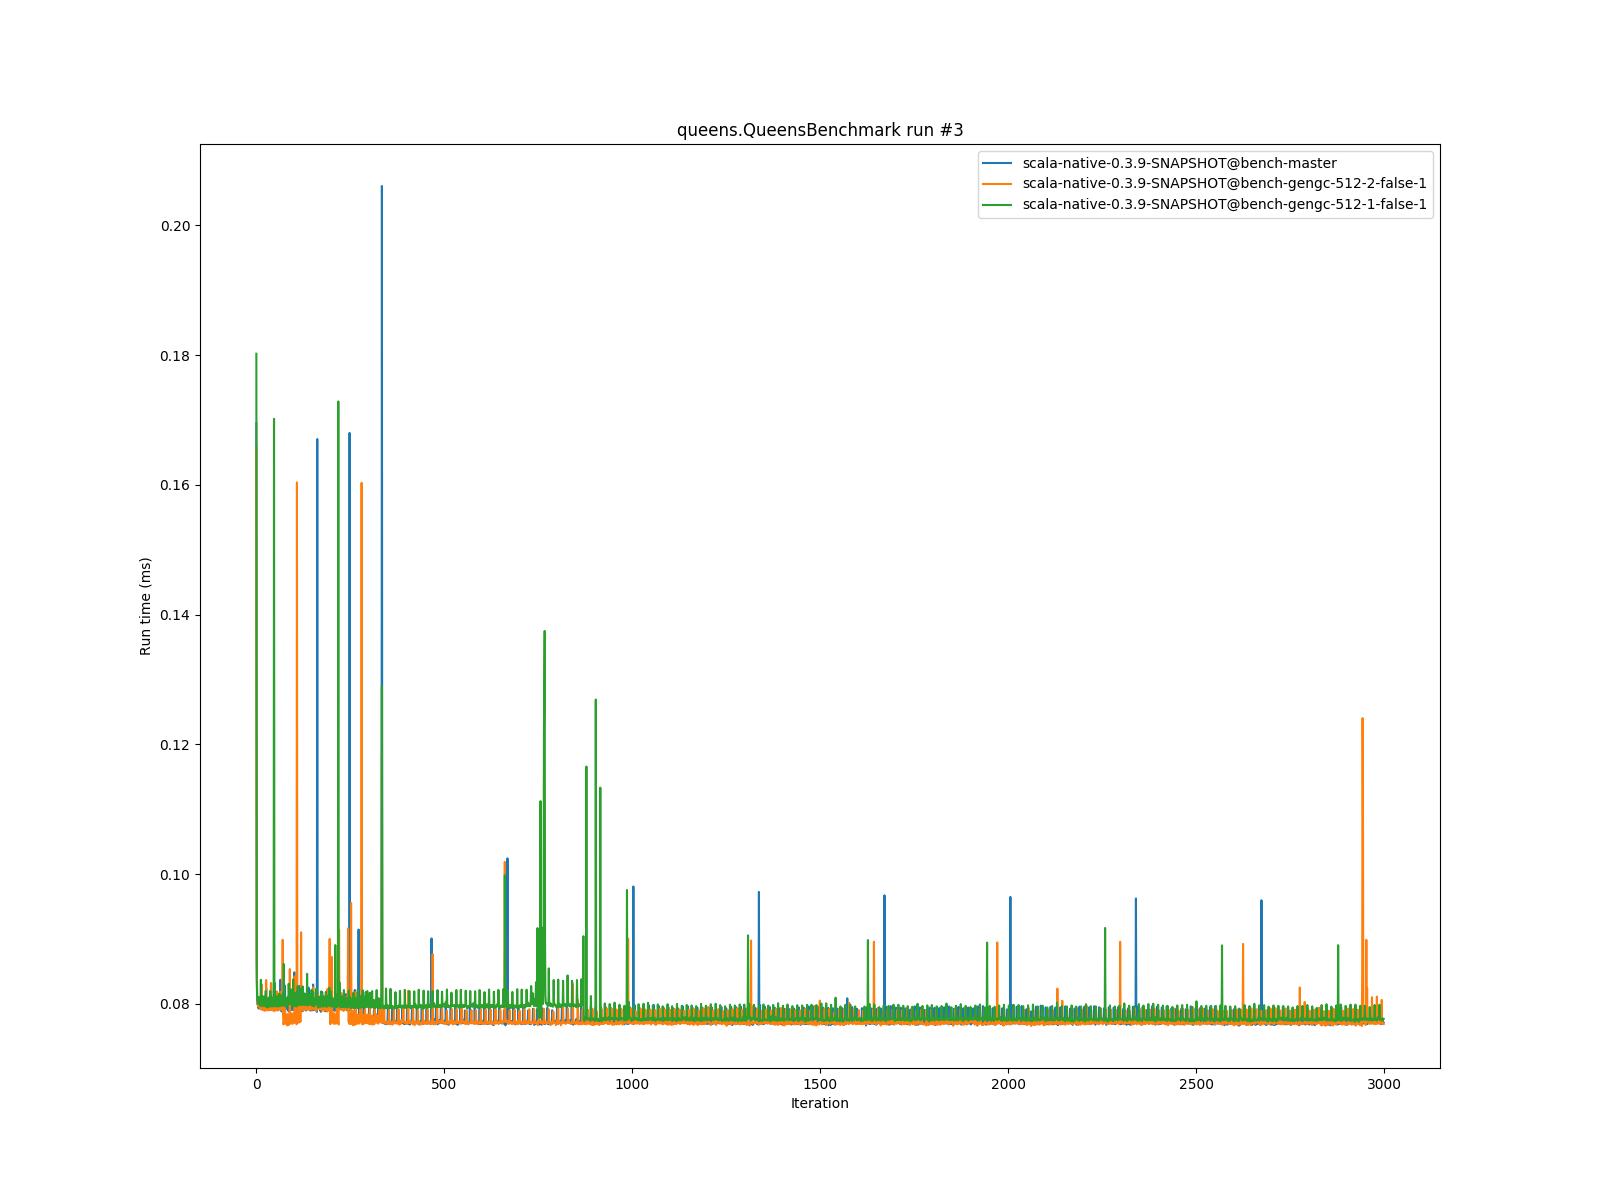 queens.QueensBenchmark run #3
scala-native-0.3.9-SNAPSHOT@bench-master
scala-native-0.3.9-SNAPSHOT@bench-gengc-512-2-false-1
scala-native-0.3.9-SNAPSHOT@bench-gengc-512-1-false-1
0.20
0.18
0.16
0.14
0.12
0.10
0.08
Run time (ms)
0 500 1000 1500 2000 2500 3000
Iteration